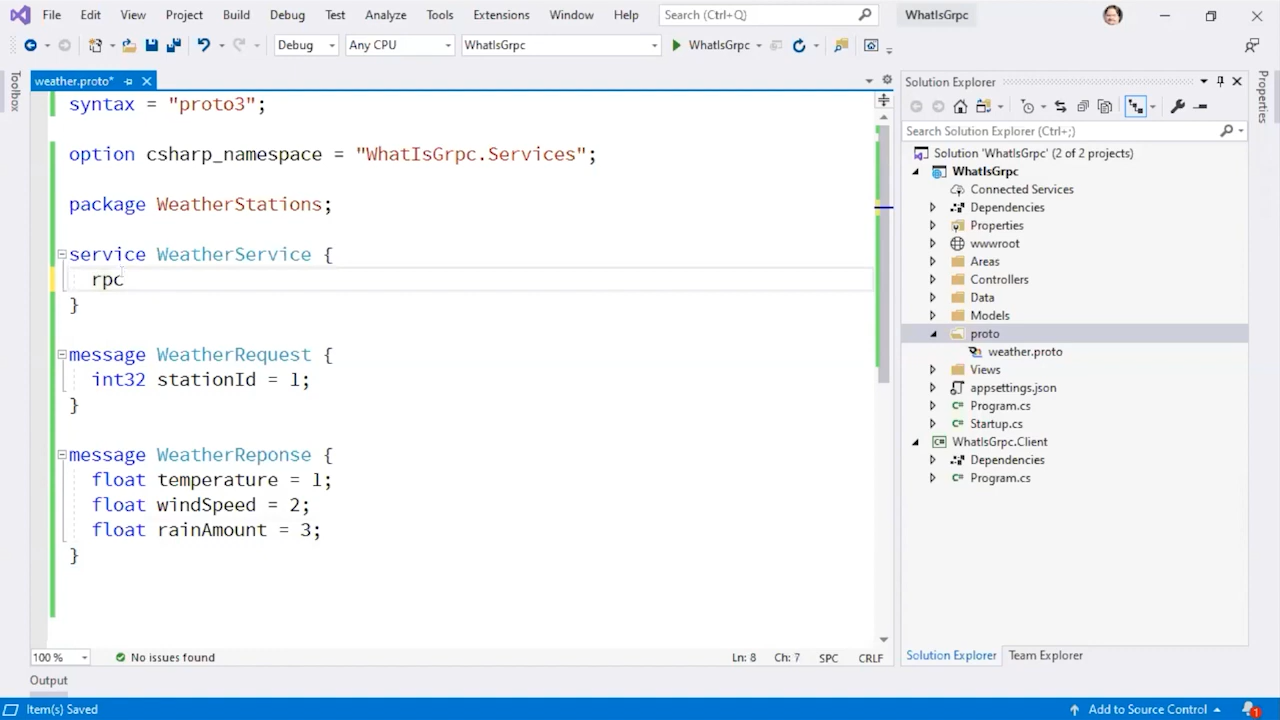 File Edit View Project Build Debug Test Analyze Tools Extensions Window Help Search (Ctrl+Q) WhatIsGrpc
Debug Any CPU WhatIsGrpc WhatIsGrpc
Toolbox
weather.proto*
syntax = "proto3";
option csharp_namespace = "WhatIsGrpc.Services";
package WeatherStations;
service WeatherService {
rpc
}
message WeatherRequest {
int32 stationId = 1;
}
message WeatherReponse {
float temperature = 1;
float windSpeed = 2;
float rainAmount = 3;
}
100 % No issues found Ln: 8 Ch: 7 SPC CRLF
Output
Solution Explorer
Search Solution Explorer (Ctrl+;)
Solution 'WhatIsGrpc' (2 of 2 projects)
WhatIsGrpc
Connected Services
Dependencies
Properties
wwwroot
Areas
Controllers
Data
Models
proto
weather.proto
Views
appsettings.json
Program.cs
Startup.cs
WhatIsGrpc.Client
Dependencies
Program.cs
Solution Explorer Team Explorer
Properties
Item(s) Saved Add to Source Control 1